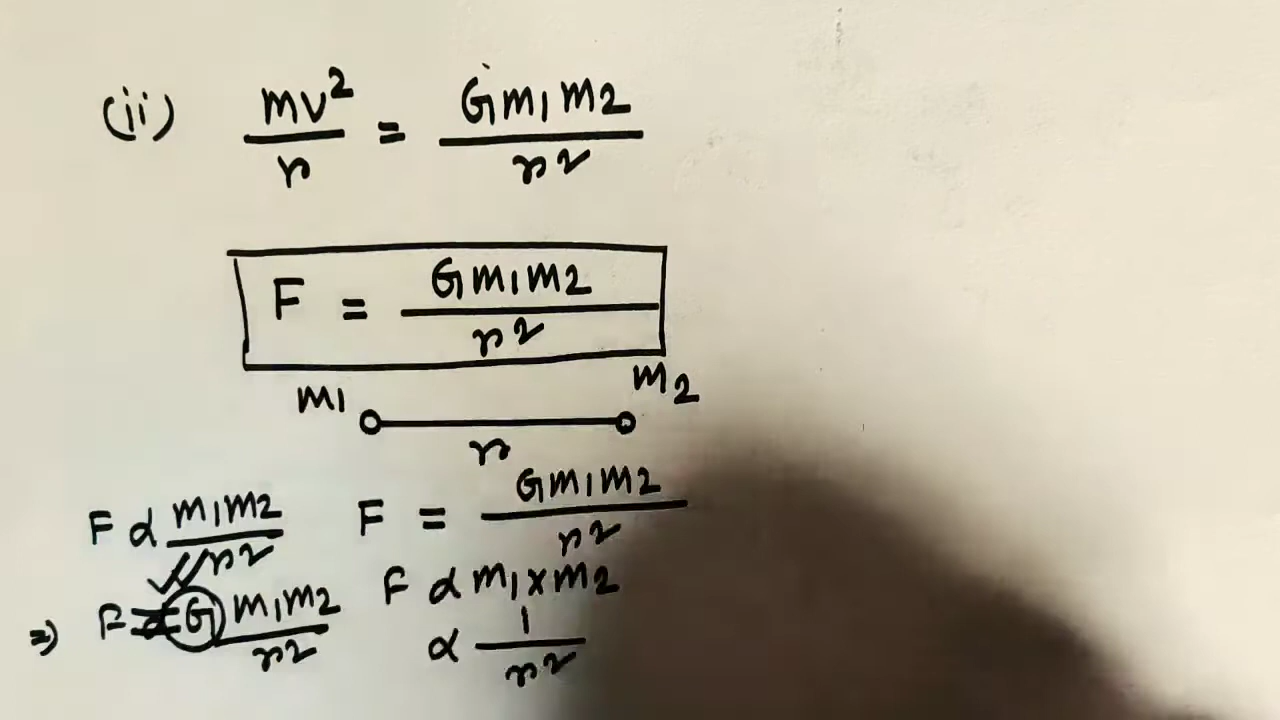 (ii) mv²/r = Gm1m2/r²
F = Gm1m2/r²
m1 m2
r
F ∝ m1m2/r² F = Gm1m2/r²
F ∝ m1 x m2
⇒ F = G m1m2/r² ∝ 1/r²